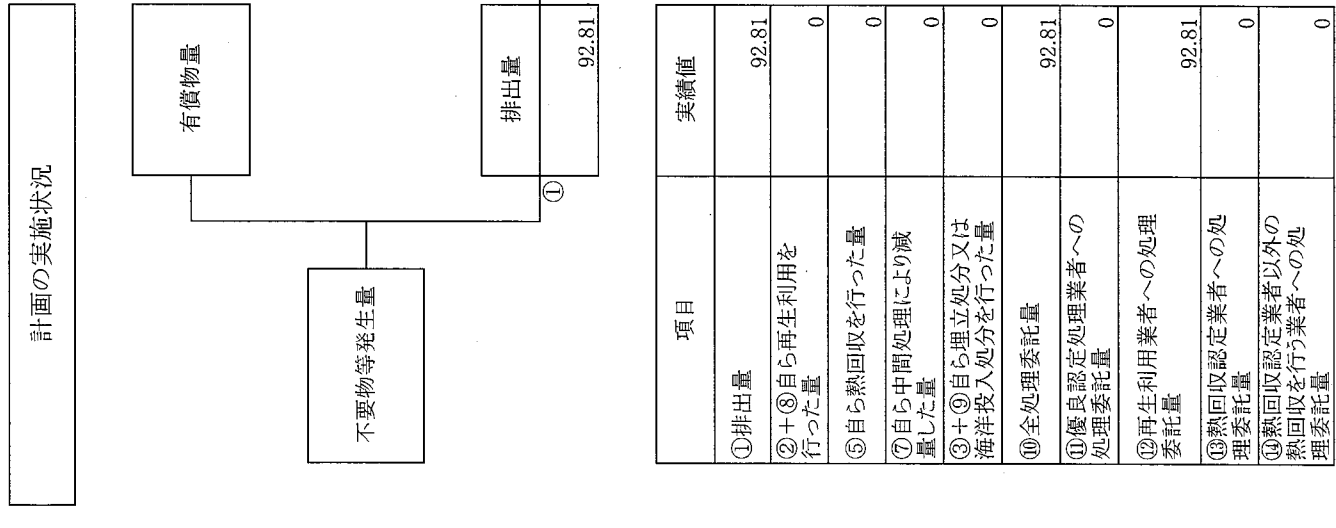 計画の実施状況
有償物量
不要物等発生量
排出量
92.81
①
項目
実績値
①排出量
92.81
②+⑧自ら再生利用を
行った量
0
⑤自ら熱回収を行った量
0
⑦自ら中間処理により減
量した量
0
③+⑨自ら埋立処分又は
海洋投入処分を行った量
0
⑩全処理委託量
92.81
⑪優良認定処理業者への
処理委託量
0
⑫再生利用業者への処理
委託量
92.81
⑬熱回収認定業者への処
理委託量
0
⑭熱回収認定業者以外の
熱回収を行う業者への処
理委託量
0